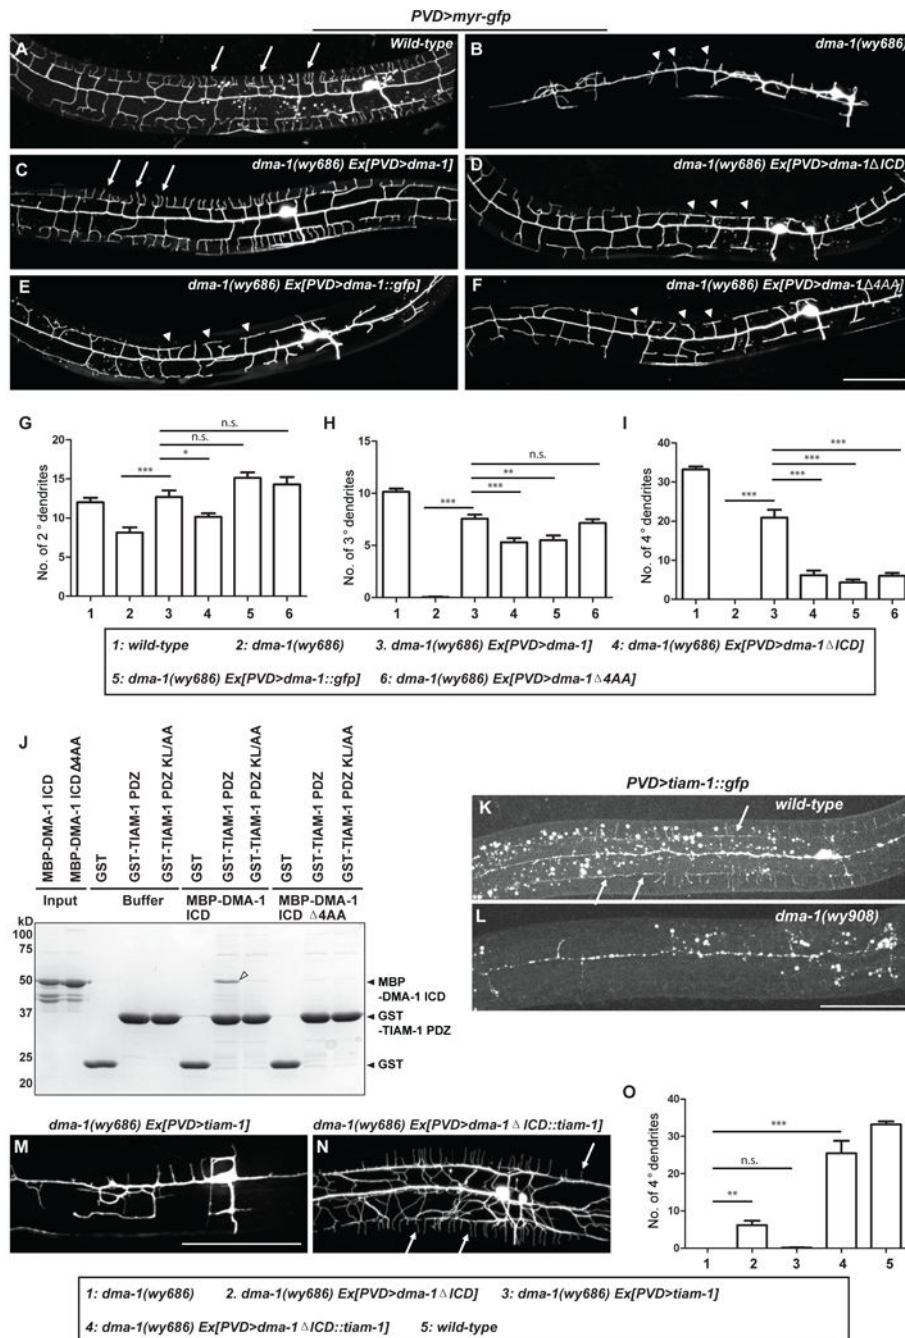 PVD>myr-gfp
A Wild-type
B dma-1(wy686)
C dma-1(wy686) Ex[PVD>dma-1]
D dma-1(wy686) Ex[PVD>dma-1ΔICD]
E dma-1(wy686) Ex[PVD>dma-1::gfp]
F dma-1(wy686) Ex[PVD>dma-1Δ4AA]
G
No. of 2 ° dendrites
20
15
10
5
0
***
*
n.s.
n.s.
1 2 3 4 5 6
H
No. of 3 ° dendrites
15
10
5
0
***
***
**
n.s.
1 2 3 4 5 6
I
No. of 4 ° dendrites
40
30
20
10
0
***
***
***
***
1 2 3 4 5 6
1: wild-type 2: dma-1(wy686) 3. dma-1(wy686) Ex[PVD>dma-1] 4: dma-1(wy686) Ex[PVD>dma-1 Δ ICD]
5: dma-1(wy686) Ex[PVD>dma-1::gfp] 6: dma-1(wy686) Ex[PVD>dma-1 Δ 4AA]
J
MBP-DMA-1 ICD
MBP-DMA-1 ICD Δ4AA
GST
GST-TIAM-1 PDZ
GST-TIAM-1 PDZ KL/AA
GST
GST-TIAM-1 PDZ
GST-TIAM-1 PDZ KL/AA
GST
GST-TIAM-1 PDZ
GST-TIAM-1 PDZ KL/AA
Input Buffer MBP-DMA-1 MBP-DMA-1
ICD ICD Δ4AA
kD
100
75
50
37
25
20
MBP
-DMA-1 ICD
GST
-TIAM-1 PDZ
GST
PVD>tiam-1::gfp
K wild-type
L dma-1(wy908)
dma-1(wy686) Ex[PVD>tiam-1]
M
dma-1(wy686) Ex[PVD>dma-1 Δ ICD::tiam-1]
N
O
No. of 4 ° dendrites
40
30
20
10
0
***
n.s.
**
1 2 3 4 5
1: dma-1(wy686) 2. dma-1(wy686) Ex[PVD>dma-1 Δ ICD] 3: dma-1(wy686) Ex[PVD>tiam-1]
4: dma-1(wy686) Ex[PVD>dma-1 Δ ICD::tiam-1] 5: wild-type